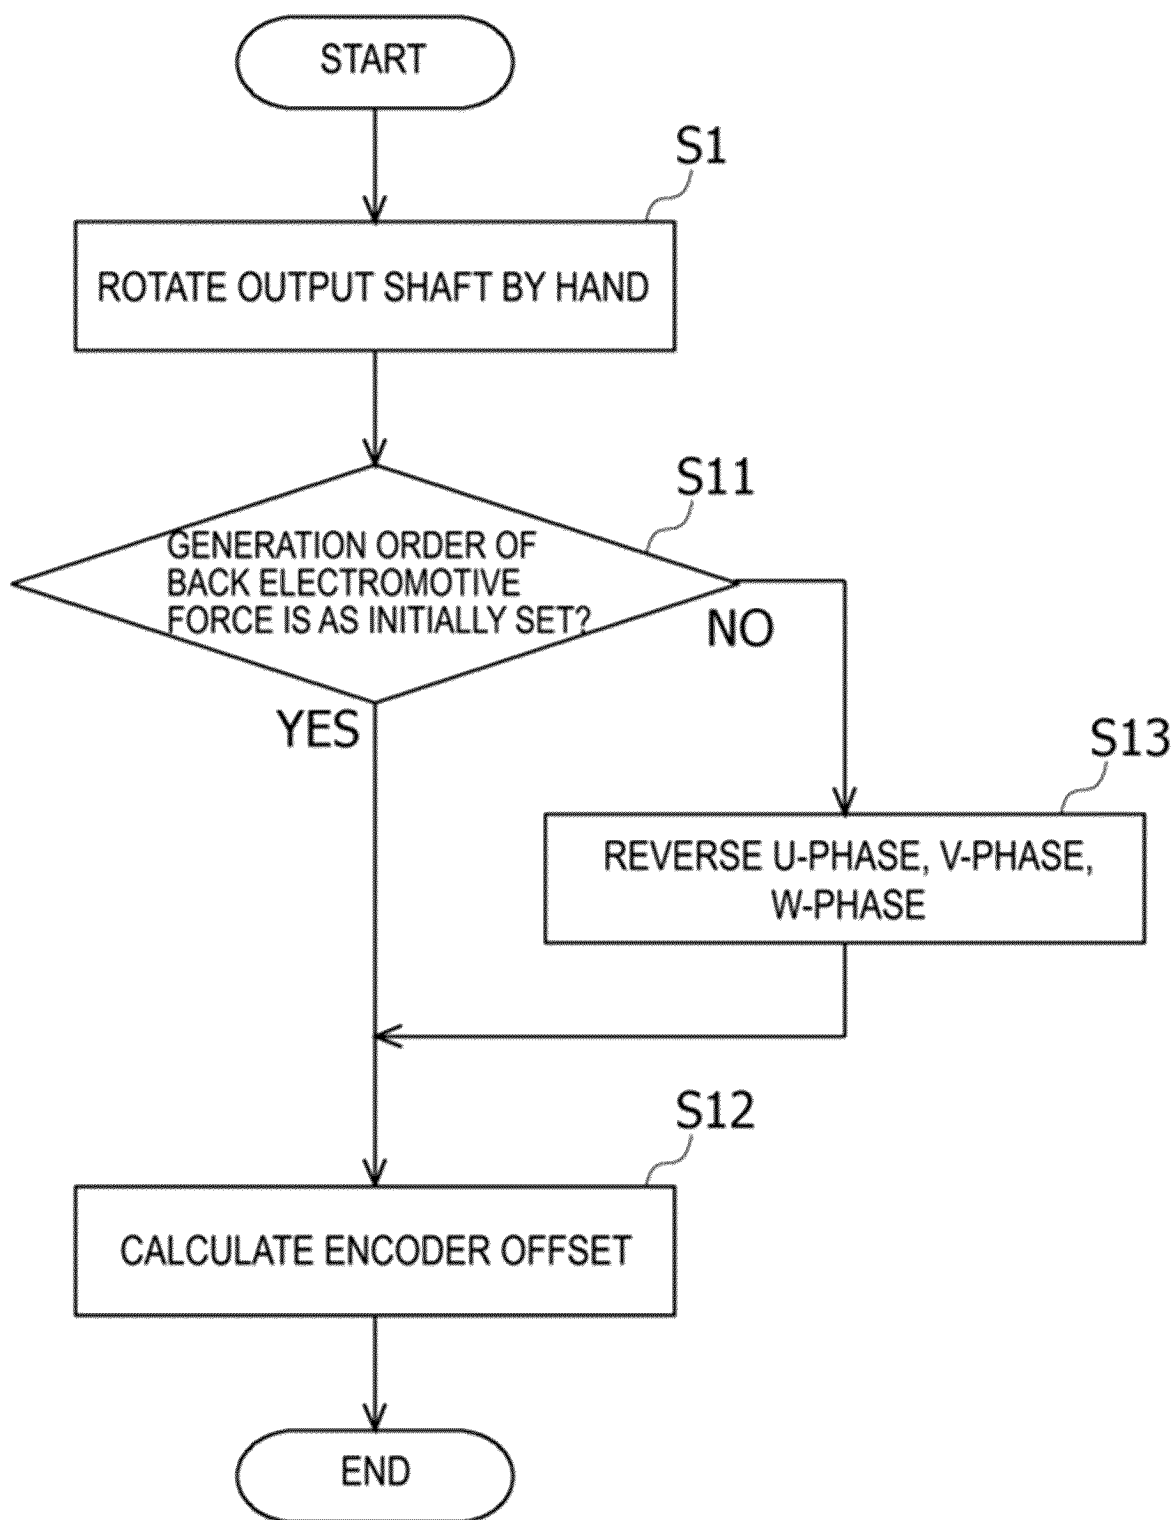 START
S1
ROTATE OUTPUT SHAFT BY HAND
S11
GENERATION ORDER OF
BACK ELECTROMOTIVE
FORCE IS AS INITIALLY SET?
NO
YES
S13
REVERSE U-PHASE, V-PHASE,
W-PHASE
S12
CALCULATE ENCODER OFFSET
END